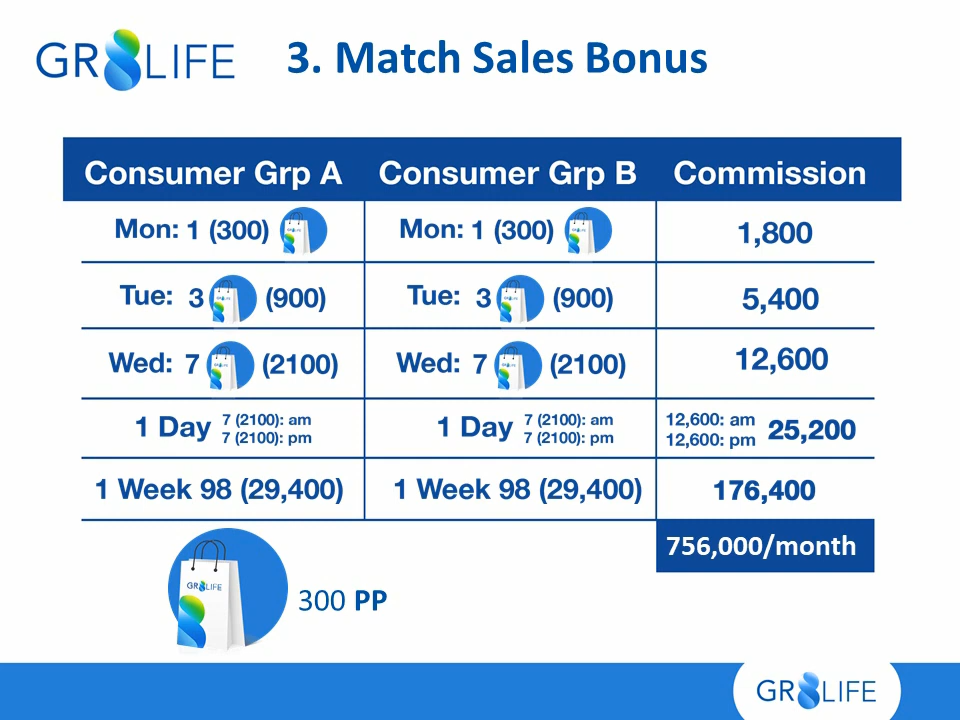 GR8LIFE
3. Match Sales Bonus
Consumer Grp A Consumer Grp B Commission
Mon: 1 (300) Mon: 1 (300) 1,800
Tue: 3 (900) Tue: 3 (900) 5,400
Wed: 7 (2100) Wed: 7 (2100) 12,600
1 Day 7 (2100): am 1 Day 7 (2100): am 12,600: am 25,200
7 (2100): pm 7 (2100): pm 12,600: pm
1 Week 98 (29,400) 1 Week 98 (29,400) 176,400
756,000/month
GR8LIFE
300 PP
GR8LIFE